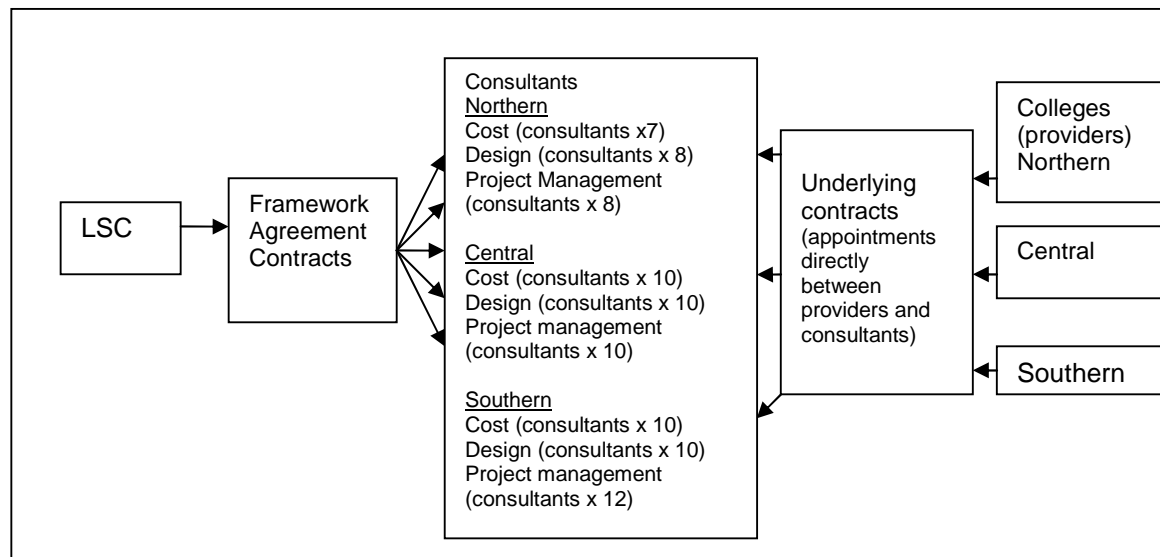 LSC
Framework
Agreement
Contracts
Consultants
Northern
Cost (consultants x7)
Design (consultants x 8)
Project Management
(consultants x 8)
Central
Cost (consultants x 10)
Design (consultants x 10)
Project management
(consultants x 10)
Southern
Cost (consultants x 10)
Design (consultants x 10)
Project management
(consultants x 12)
Underlying
contracts
(appointments
directly
between
providers and
consultants)
Colleges
(providers)
Northern
Central
Southern